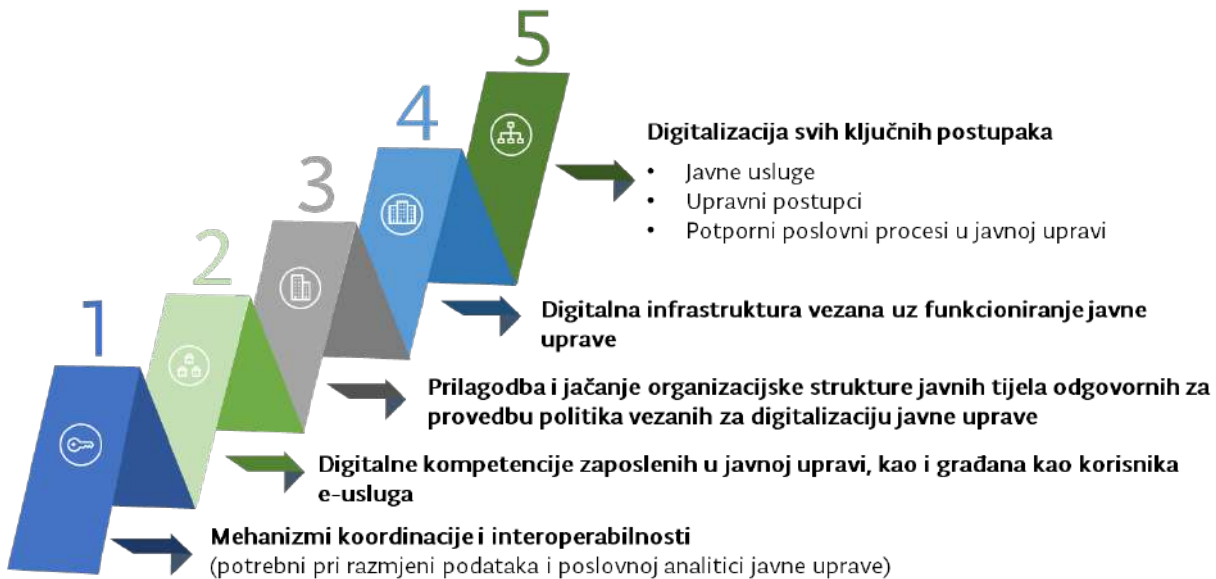 5
Digitalizacija svih ključnih postupaka
• Javne usluge
• Upravni postupci
• Potporni poslovni procesi u javnoj upravi
4
Digitalna infrastruktura vezana uz funkcioniranje javne
uprave
3
Prilagodba i jačanje organizacijske strukture javnih tijela odgovornih za
provedbu politika vezanih za digitalizaciju javne uprave
2
Digitalne kompetencije zaposlenih u javnoj upravi, kao i građana kao korisnika
e-usluga
1
Mehanizmi koordinacije i interoperabilnosti
(potrebni pri razmjeni podataka i poslovnoj analitici javne uprave)